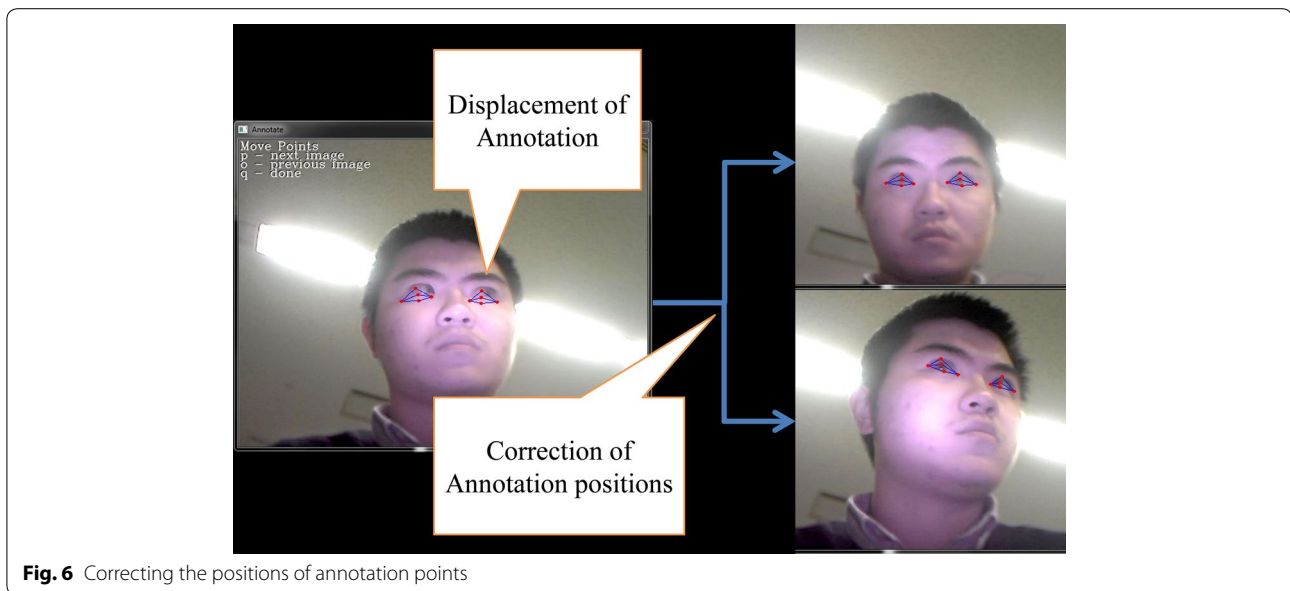 Annotate
Move Points
p - next image
o - previous image
q - done
Displacement of
Annotation
Correction of
Annotation positions
Fig. 6 Correcting the positions of annotation points